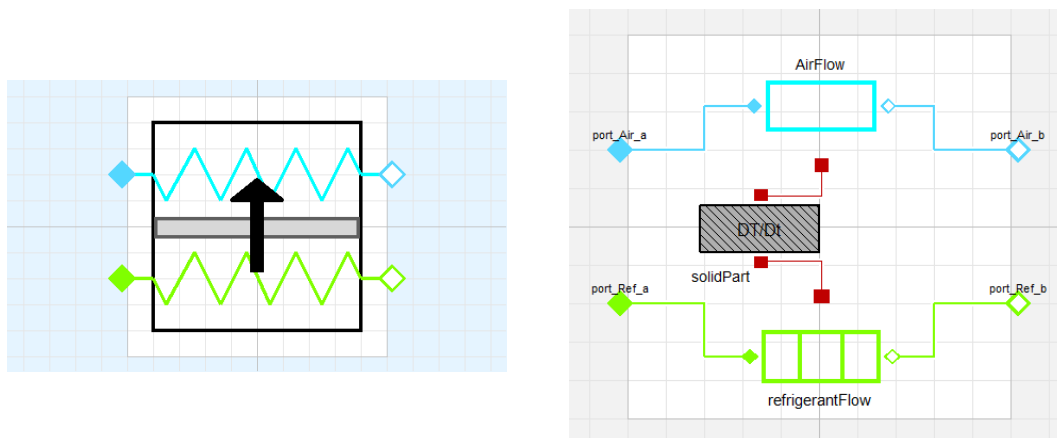 AirFlow
port_Air_a
port_Air_b
DT/Dt
solidPart
port_Ref_a
port_Ref_b
refrigerantFlow